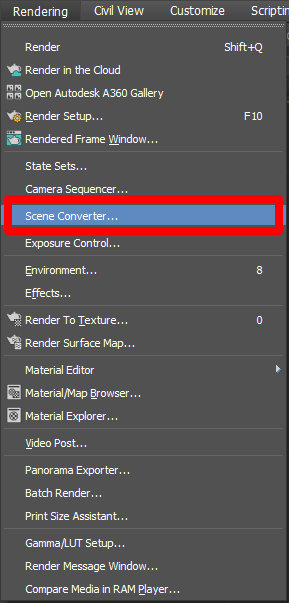 Rendering Civil View Customize Scripting
Render Shift+Q
Render in the Cloud
Open Autodesk A360 Gallery
Render Setup... F10
Rendered Frame Window...
State Sets...
Camera Sequencer...
Scene Converter...
Exposure Control...
Environment... 8
Effects...
Render To Texture... 0
Render Surface Map...
Material Editor
Material/Map Browser...
Material Explorer...
Video Post...
Panorama Exporter...
Batch Render...
Print Size Assistant...
Gamma/LUT Setup...
Render Message Window...
Compare Media in RAM Player...